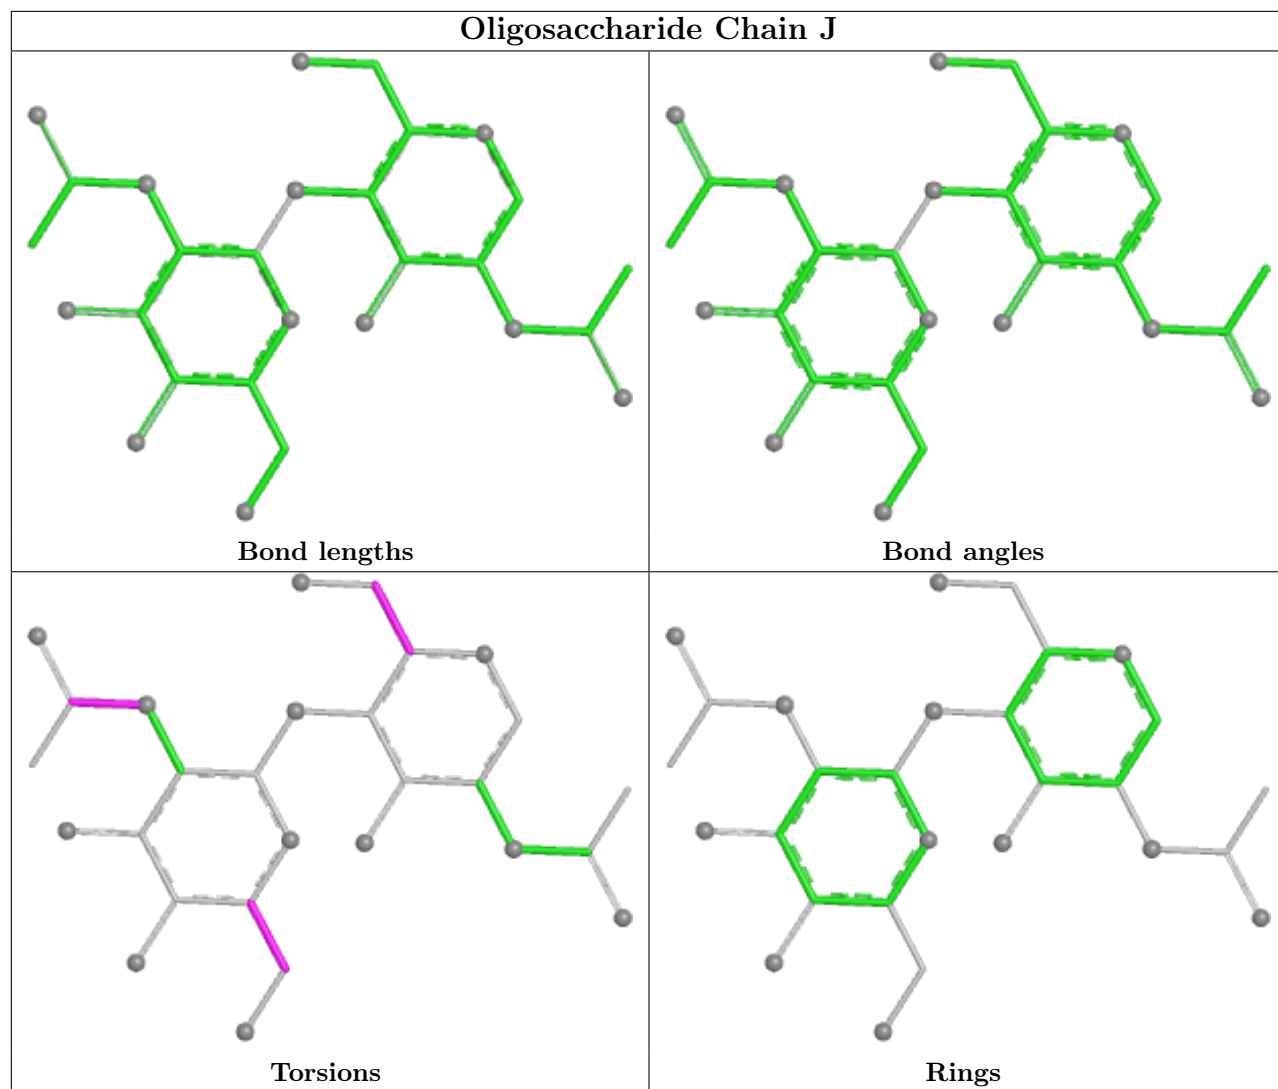 Oligosaccharide Chain J
Bond lengths
Bond angles
Torsions
Rings